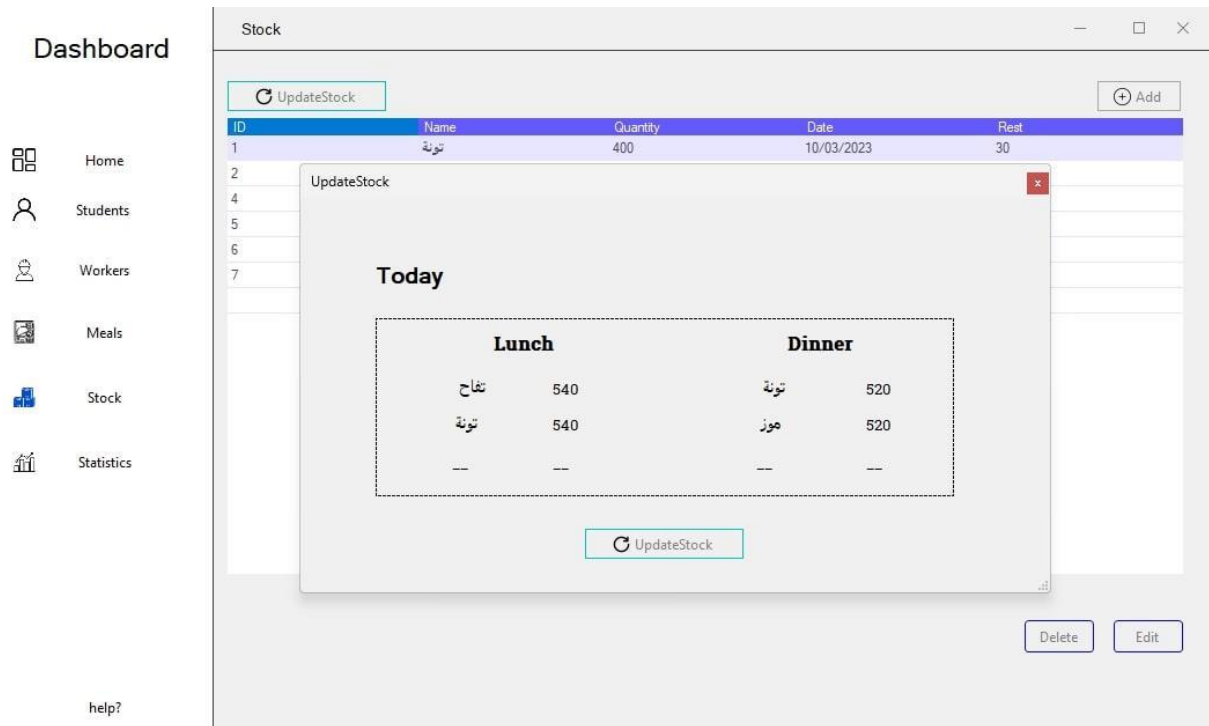 Dashboard
Home
Students
Workers
Meals
Stock
Statistics
help?
Stock
UpdateStock
Add
ID Name Quantity Date Rest
1 تونة 400 10/03/2023 30
2
4
5
6
7
UpdateStock
Today
Lunch Dinner
تفاح 540 تونة 520
تونة 540 موز 520
-- -- -- --
UpdateStock
Delete Edit